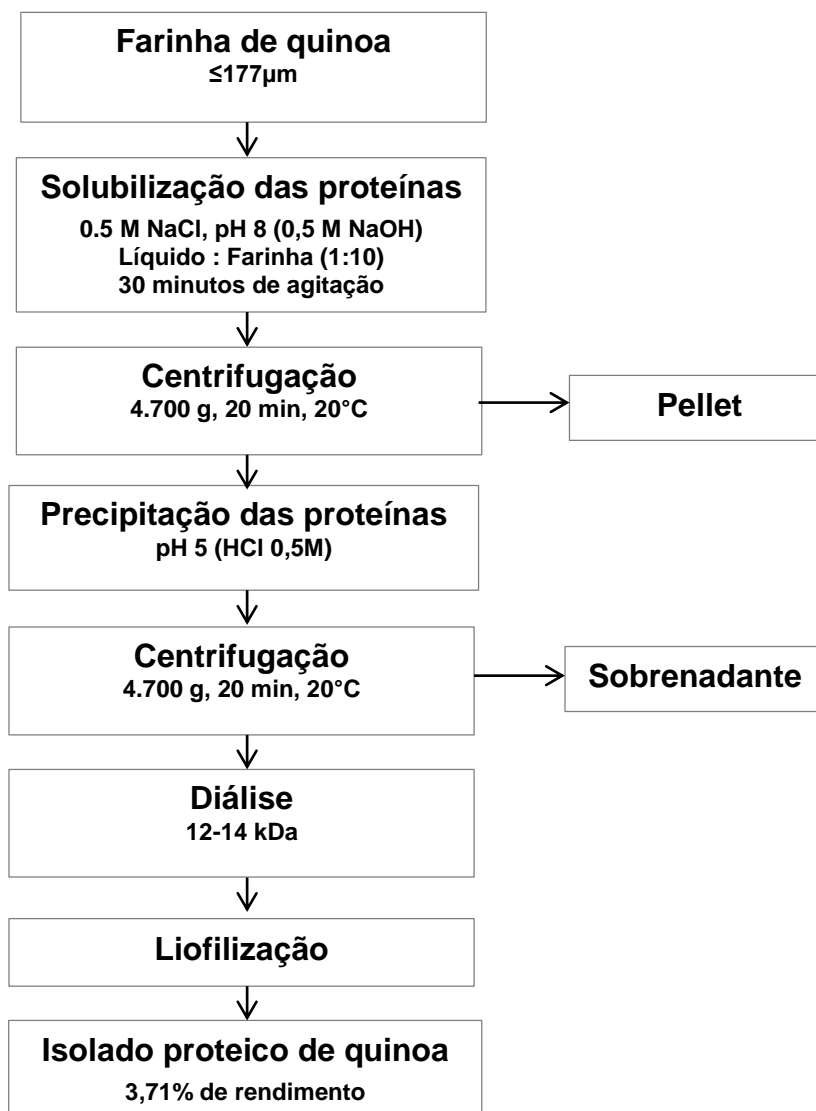 Farinha de quinoa
≤177µm
Solubilização das proteínas
0.5 M NaCl, pH 8 (0,5 M NaOH)
Líquido : Farinha (1:10)
30 minutos de agitação
Centrifugação
4.700 g, 20 min, 20°C
Pellet
Precipitação das proteínas
pH 5 (HCl 0,5M)
Centrifugação
4.700 g, 20 min, 20°C
Sobrenadante
Diálise
12-14 kDa
Liofilização
Isolado proteico de quinoa
3,71% de rendimento